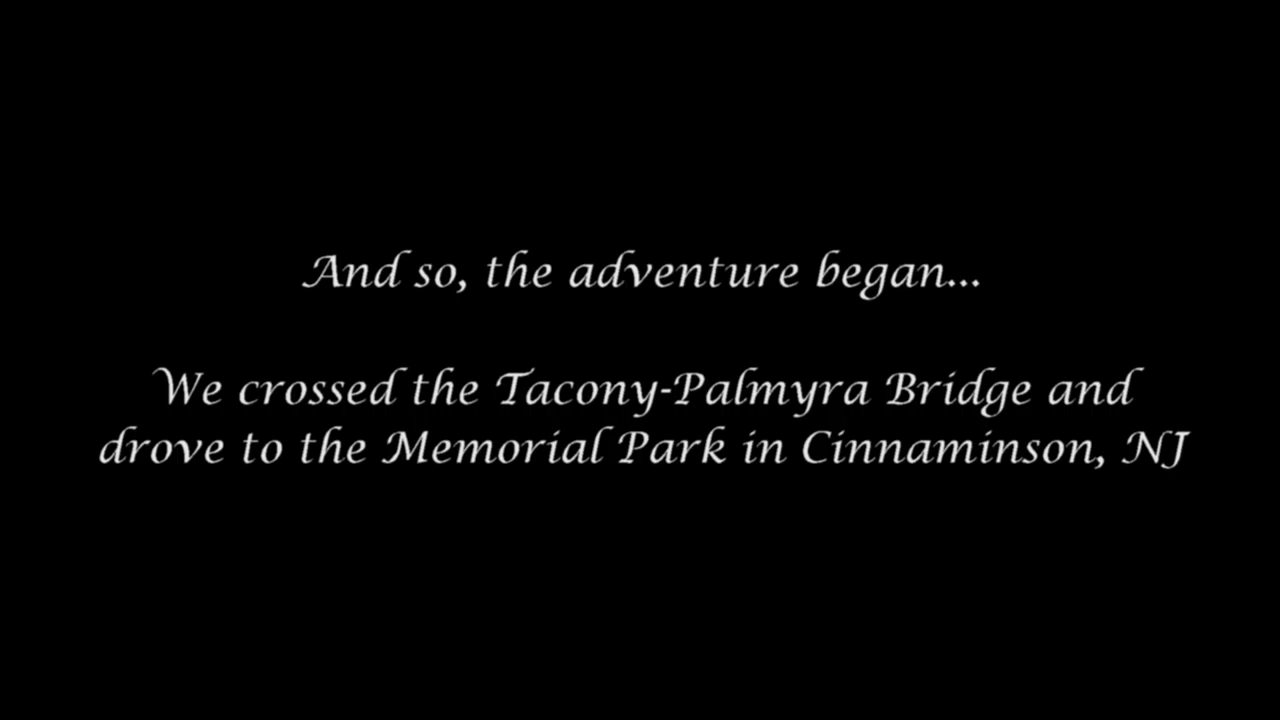 And so, the adventure began...
We crossed the Tacony-Palmyra Bridge and
drove to the Memorial Park in Cinnaminson, NJ